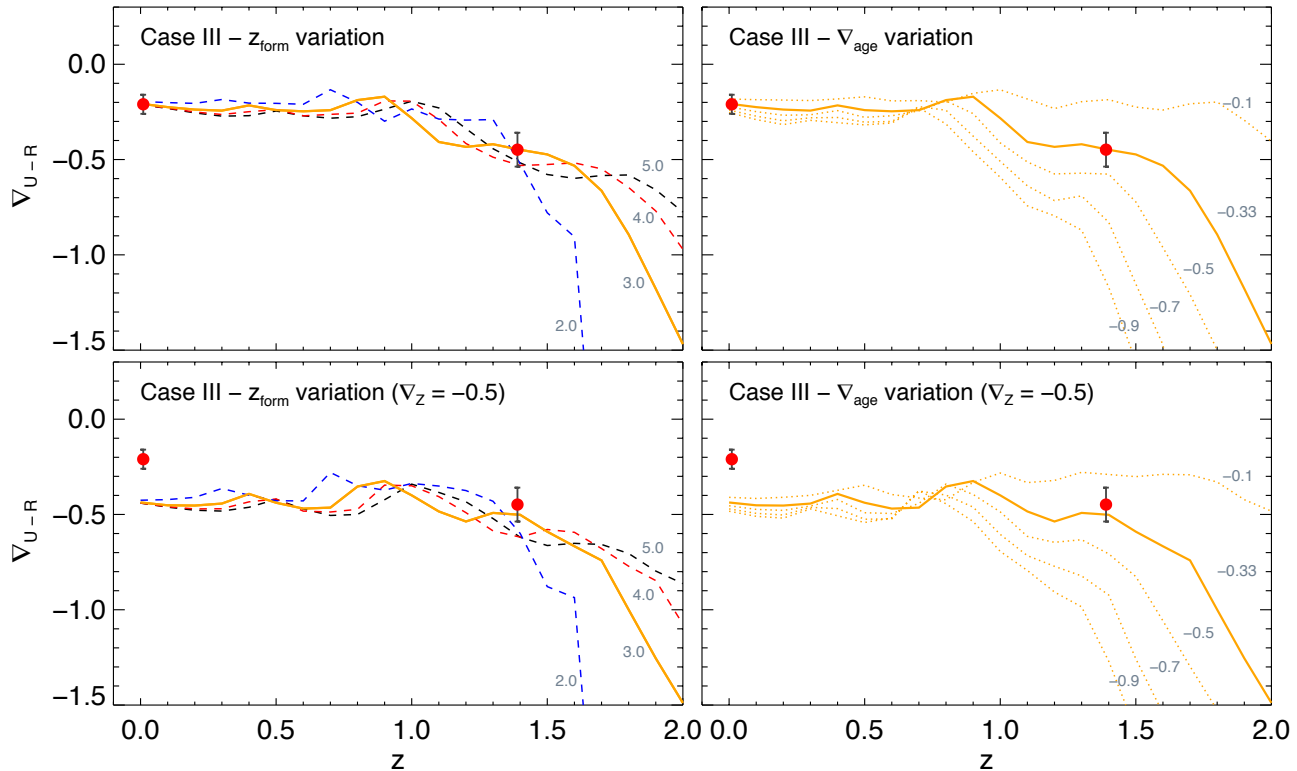 Case III − z_form variation
0.0
−0.5
−1.0
−1.5
∇_U − R
5.0
4.0
3.0
2.0
Case III − ∇_age variation
−0.1
−0.33
−0.5
−0.7
−0.9
Case III − z_form variation (∇_Z = −0.5)
0.0
−0.5
−1.0
−1.5
∇_U − R
5.0
4.0
3.0
2.0
0.0 0.5 1.0 1.5 2.0
z
Case III − ∇_age variation (∇_Z = −0.5)
−0.1
−0.33
−0.5
−0.7
−0.9
0.0 0.5 1.0 1.5 2.0
z